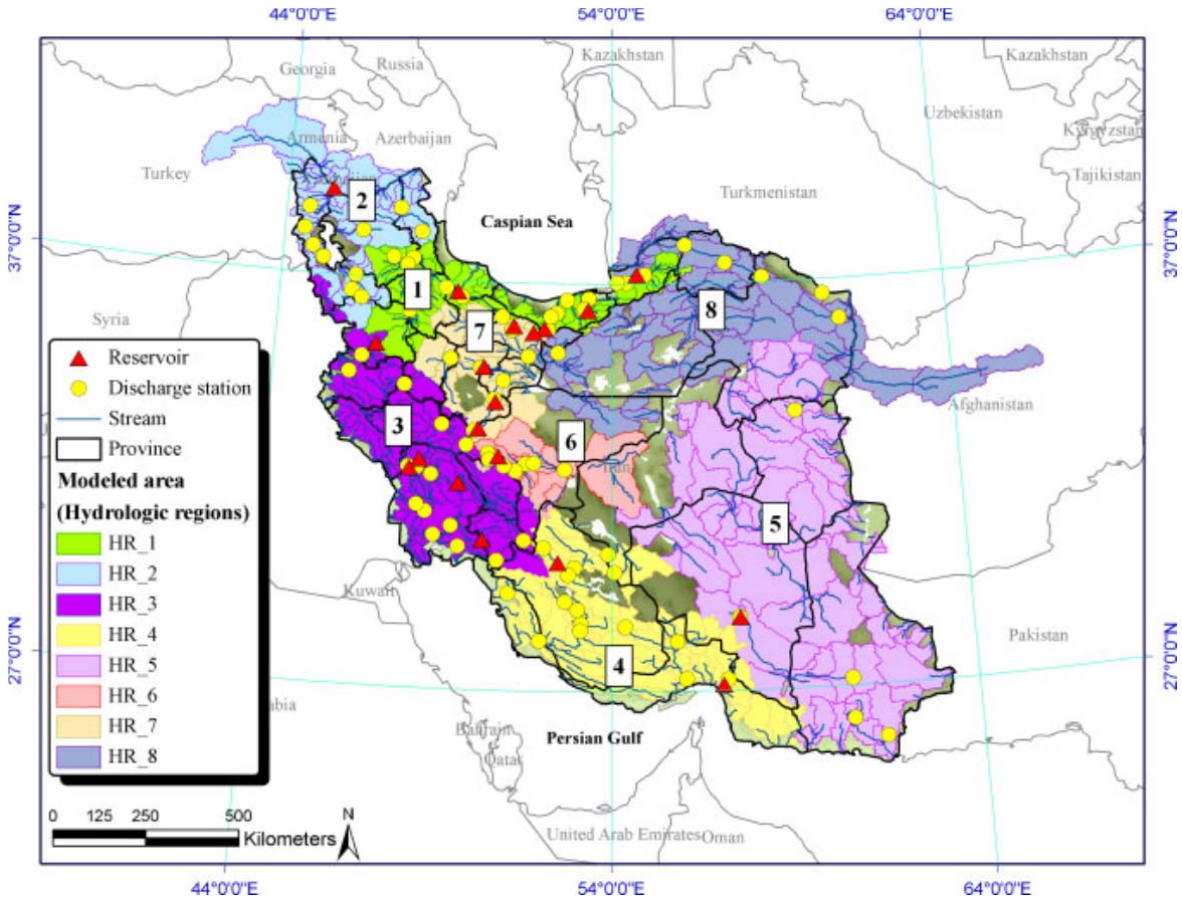 44°0'0"E
54°0'0"E
64°0'0"E
Kazakhstan
Kazakhstan
Georgia
Russia
Uzbekistan
Kyrgyzstan
Armenia
Azerbaijan
Turkey
Tajikistan
Turkmenistan
2
Caspian Sea
37°0'0"N
37°0'0"N
1
8
7
Syria
Reservoir
Discharge station
Stream
Province
Modeled area
(Hydrologic regions)
HR_1
HR_2
HR_3
HR_4
HR_5
HR_6
HR_7
HR_8
Afghanistan
3
6
Iran
5
Kuwait
Pakistan
27°0'0"N
27°0'0"N
4
Bahrain
Persian Gulf
Qatar
0 125 250 500
Kilometers
N
United Arab Emirates
Oman
44°0'0"E
54°0'0"E
64°0'0"E